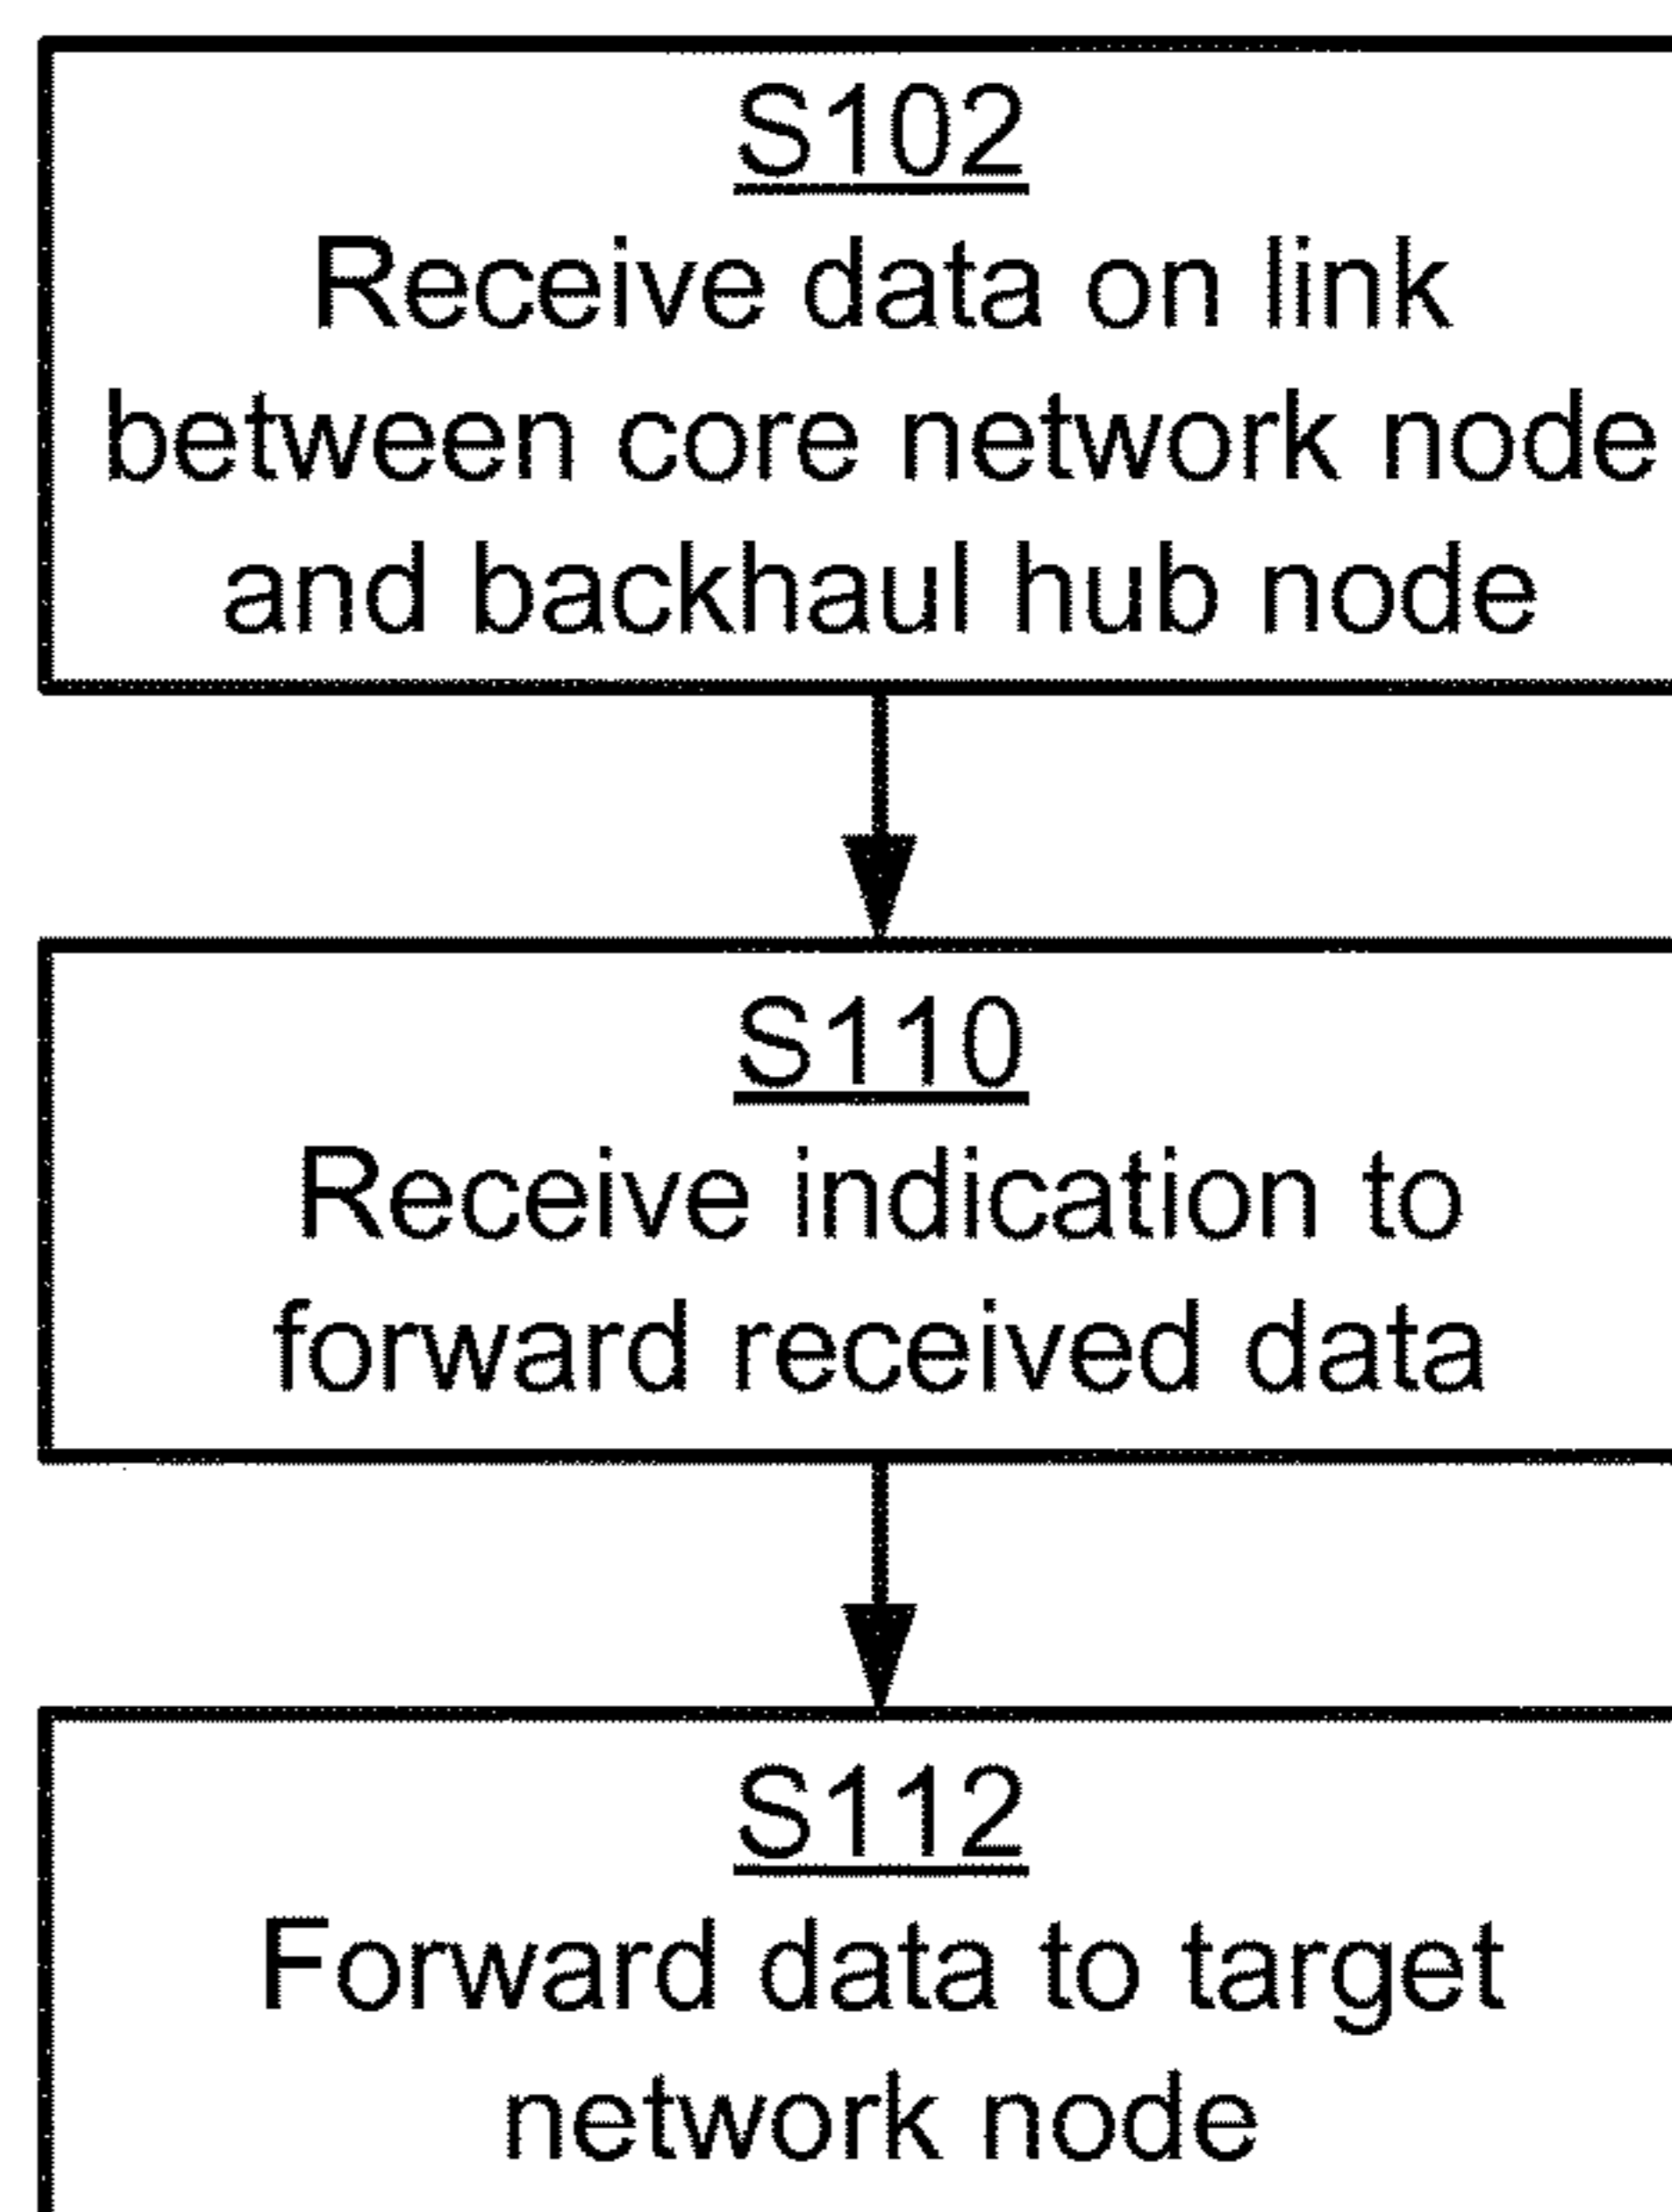 S102
Receive data on link
between core network node
and backhaul hub node
S110
Receive indication to
forward received data
S112
Forward data to target
network node